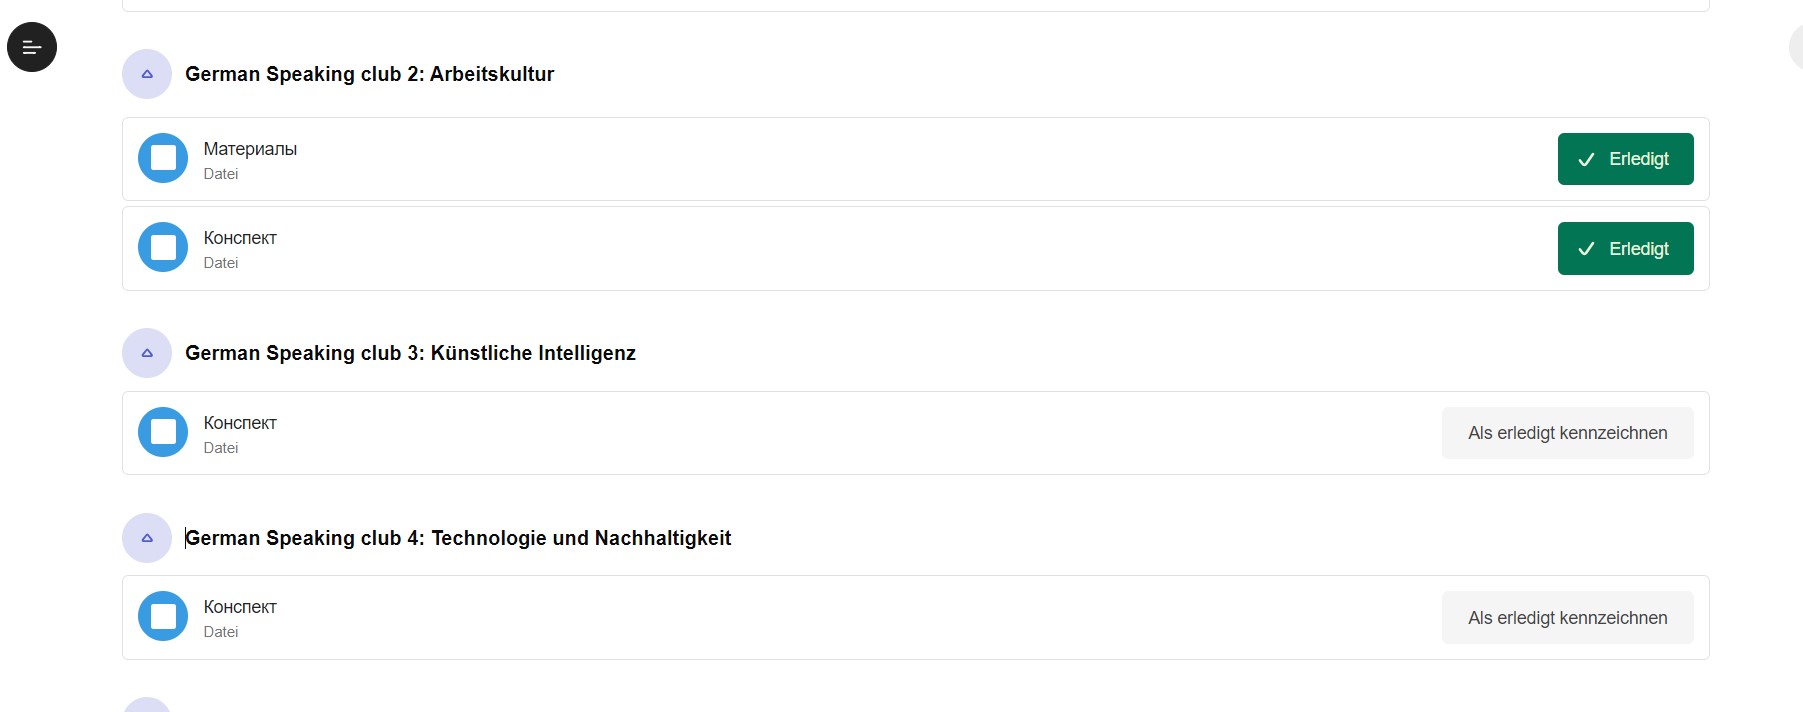 German Speaking club 2: Arbeitskultur
Материалы
Datei
Erledigt
Конспект
Datei
Erledigt
German Speaking club 3: Künstliche Intelligenz
Конспект
Datei
Als erledigt kennzeichnen
German Speaking club 4: Technologie und Nachhaltigkeit
Конспект
Datei
Als erledigt kennzeichnen